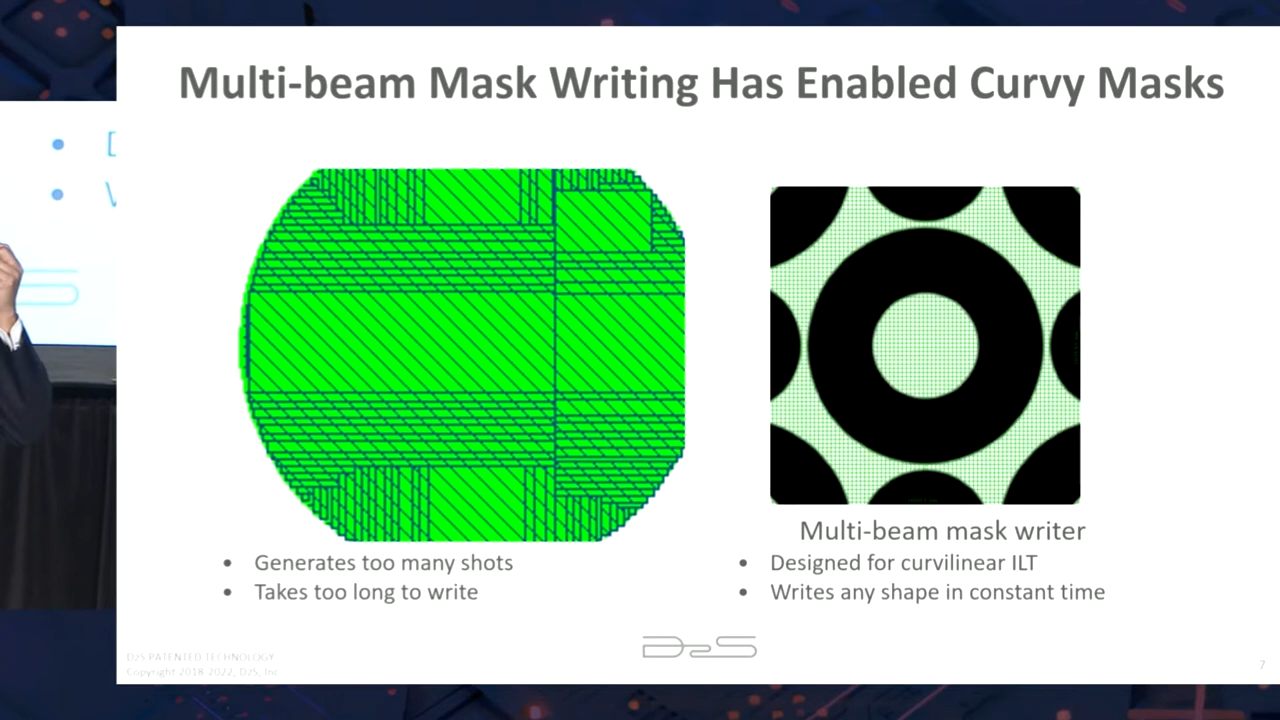 Multi-beam Mask Writing Has Enabled Curvy Masks
• Generates too many shots
• Takes too long to write
Multi-beam mask writer
• Designed for curvilinear ILT
• Writes any shape in constant time
D2S
D2S PATENTED TECHNOLOGY
Copyright 2018-2022, D2S, Inc
7